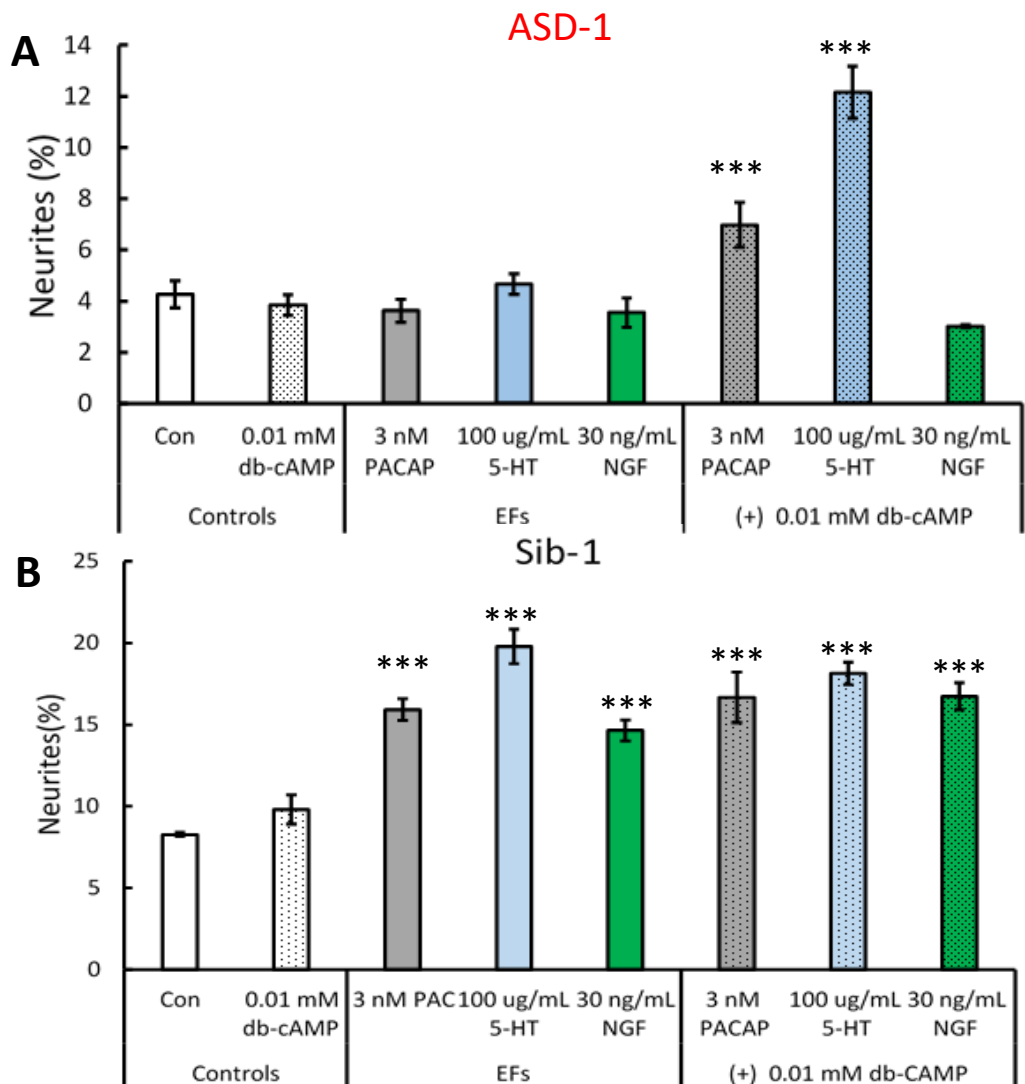 A
ASD-1
Neurites (%)
14
12
10
8
6
4
2
0
***
***
Con
0.01 mM
db-cAMP
3 nM
PACAP
100 ug/mL
5-HT
30 ng/mL
NGF
3 nM
PACAP
100 ug/mL
5-HT
30 ng/mL
NGF
Controls
EFs
(+) 0.01 mM db-cAMP
B
Sib-1
Neurites(%)
25
20
15
10
5
0
***
***
***
***
***
***
Con
0.01 mM
db-cAMP
3 nM PAC
100 ug/mL
5-HT
30 ng/mL
NGF
3 nM
PACAP
100 ug/mL
5-HT
30 ng/mL
NGF
Controls
EFs
(+) 0.01 mM db-cAMP